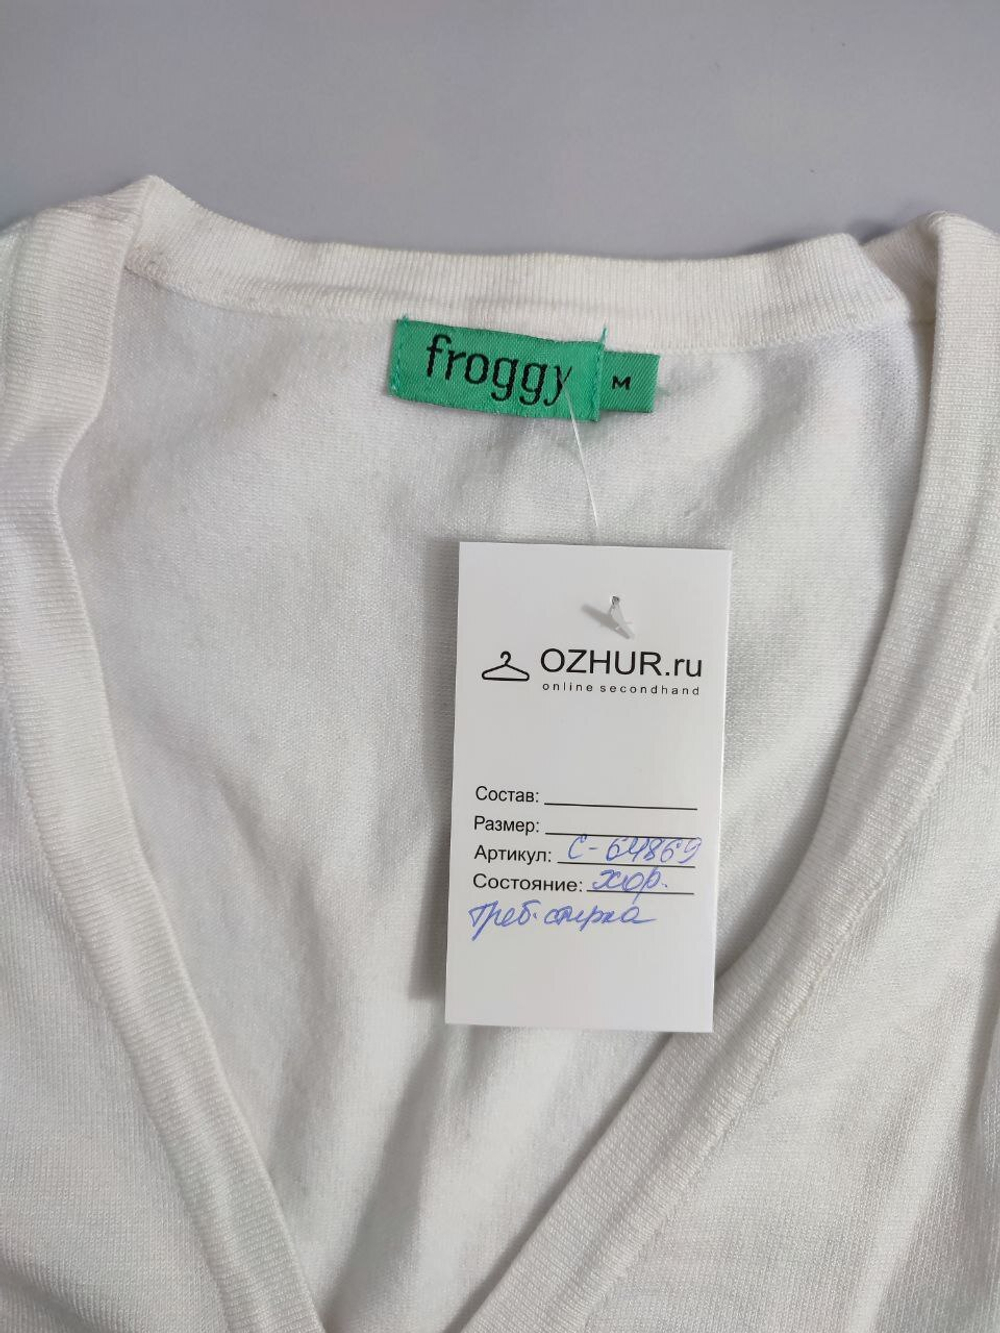 froggy
M
OZHUR.ru
online secondhand
Состав:
Размер:
Артикул: С-64869
Состояние: хор.
треб. стирка